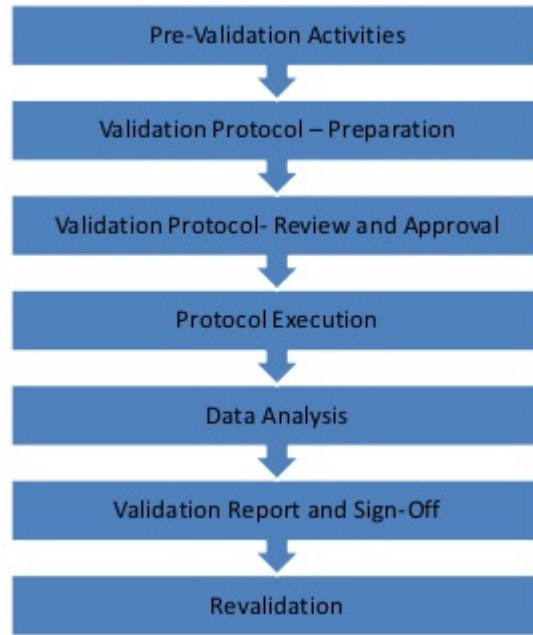 Pre-Validation Activities
Validation Protocol – Preparation
Validation Protocol- Review and Approval
Protocol Execution
Data Analysis
Validation Report and Sign-Off
Revalidation